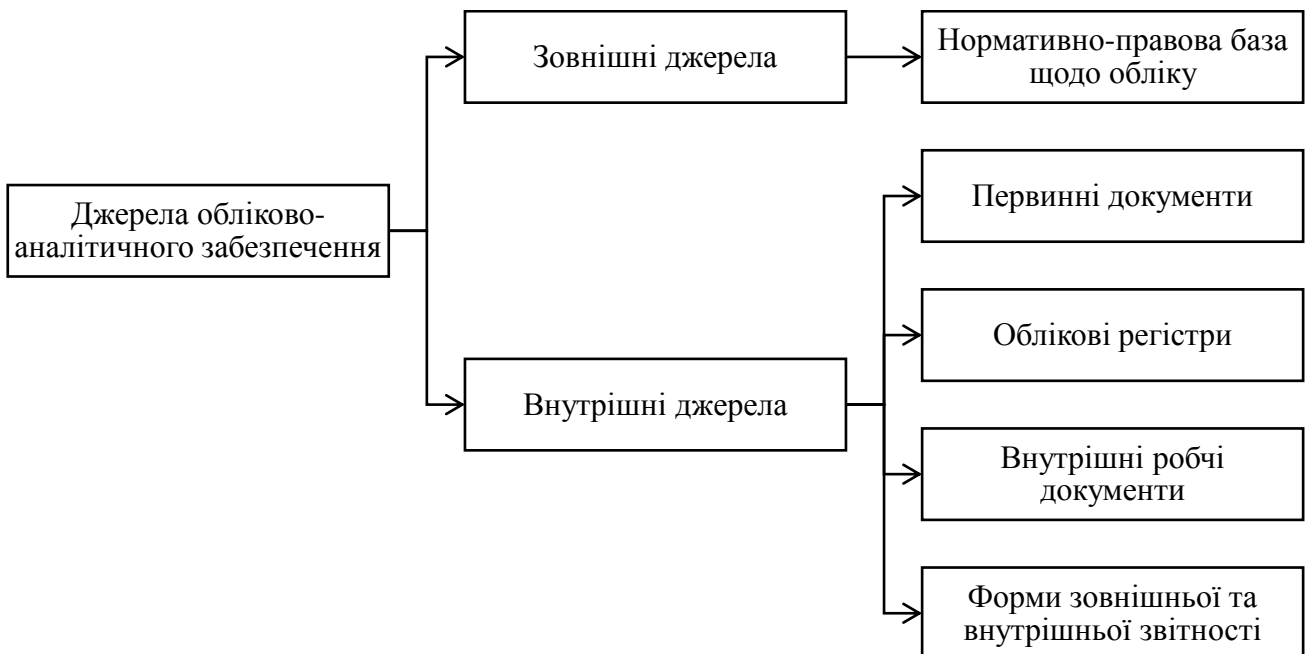 Джерела обліково-
аналітичного забезпечення
Зовнішні джерела
Нормативно-правова база
щодо обліку
Внутрішні джерела
Первинні документи
Облікові регістри
Внутрішні робчі
документи
Форми зовнішньої та
внутрішньої звітності